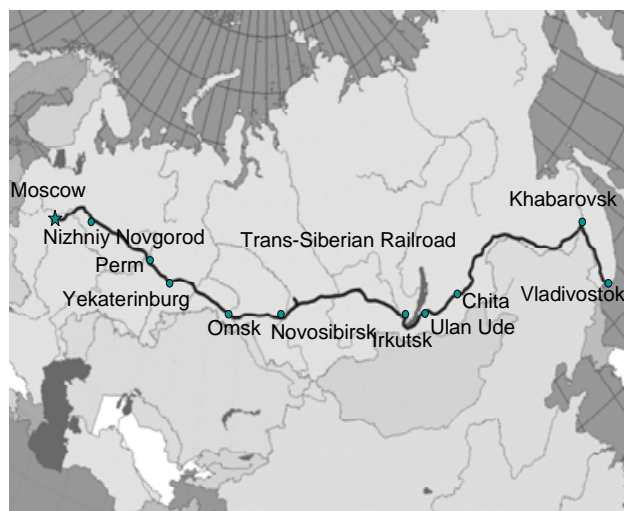 Moscow
Khabarovsk
Nizhniy Novgorod
Trans-Siberian Railroad
Perm
Yekaterinburg
Chita
Vladivostok
Omsk
Novosibirsk
Irkutsk
Ulan Ude